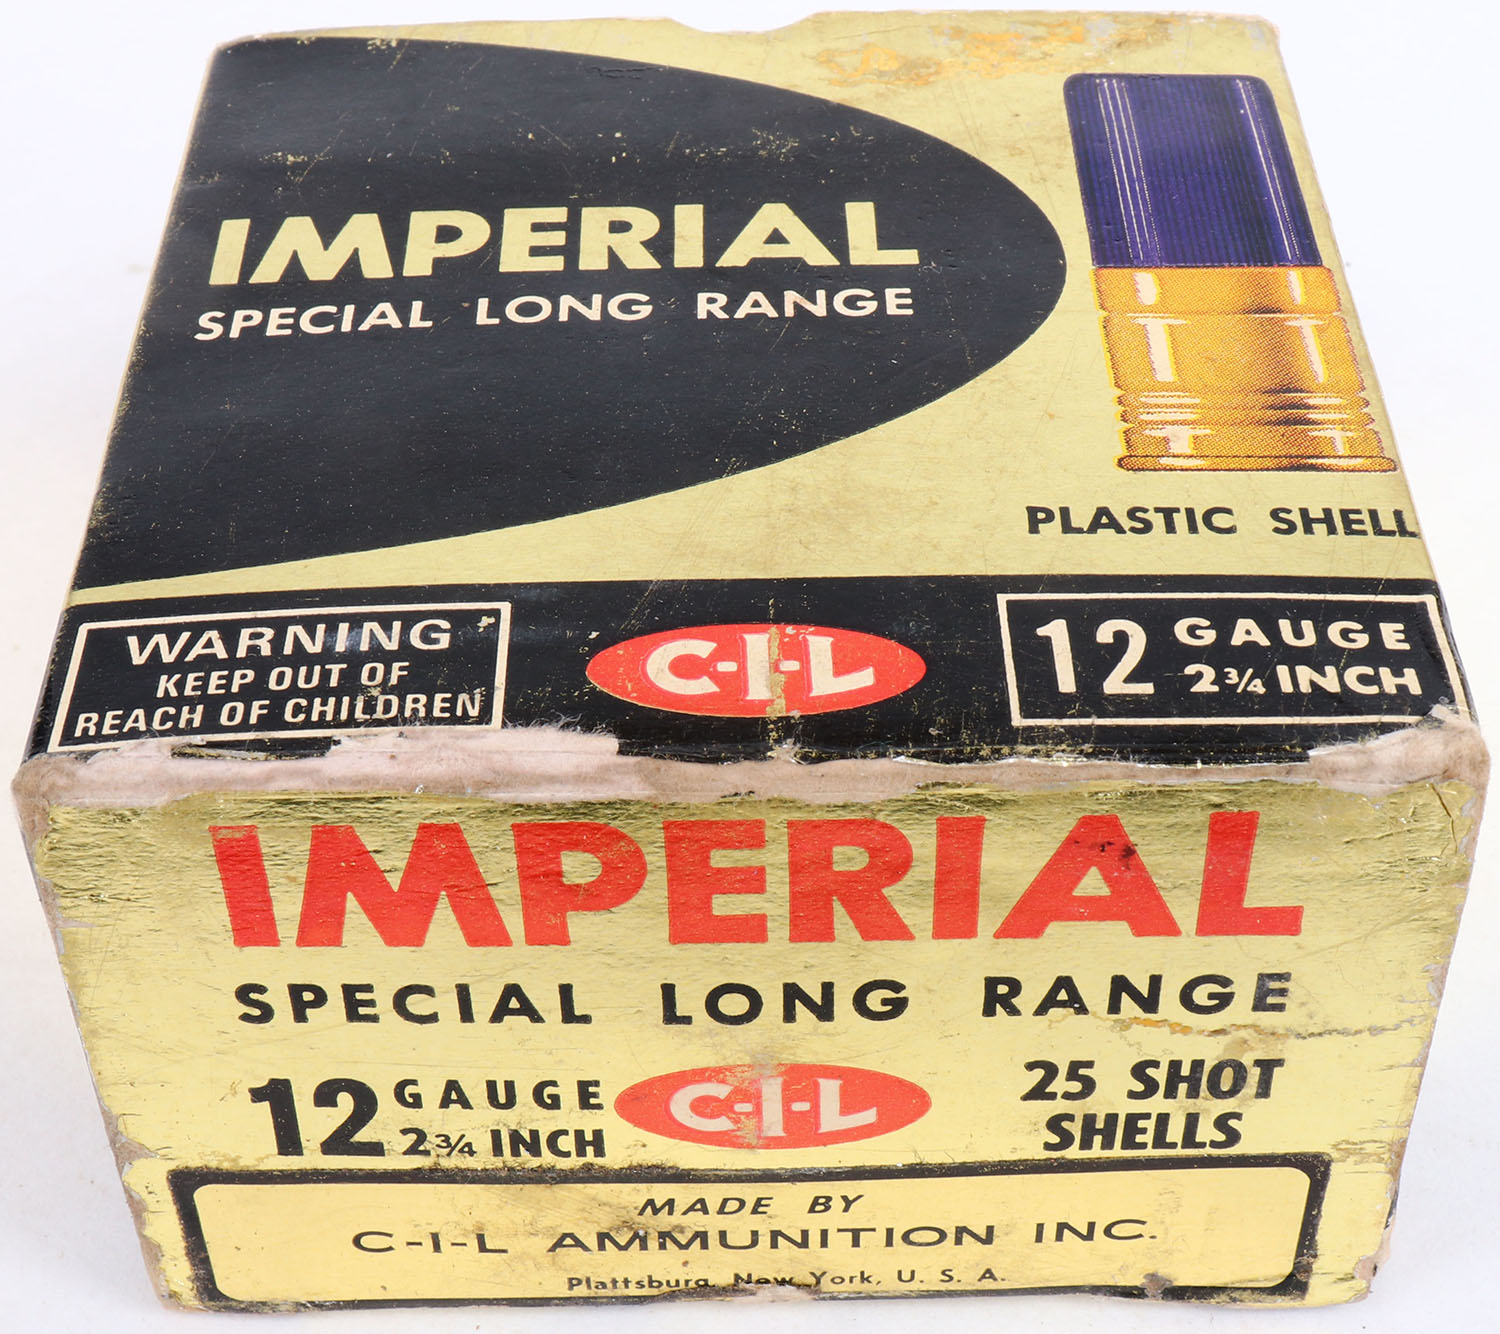 IMPERIAL
SPECIAL LONG RANGE
PLASTIC SHELL
WARNING
KEEP OUT OF
REACH OF CHILDREN
C-I-L
12 GAUGE
2¾ INCH
IMPERIAL
SPECIAL LONG RANGE
12 GAUGE
2¾ INCH
C-I-L
25 SHOT
SHELLS
MADE BY
C-I-L AMMUNITION INC.
Plattsburg, New York, U. S. A.